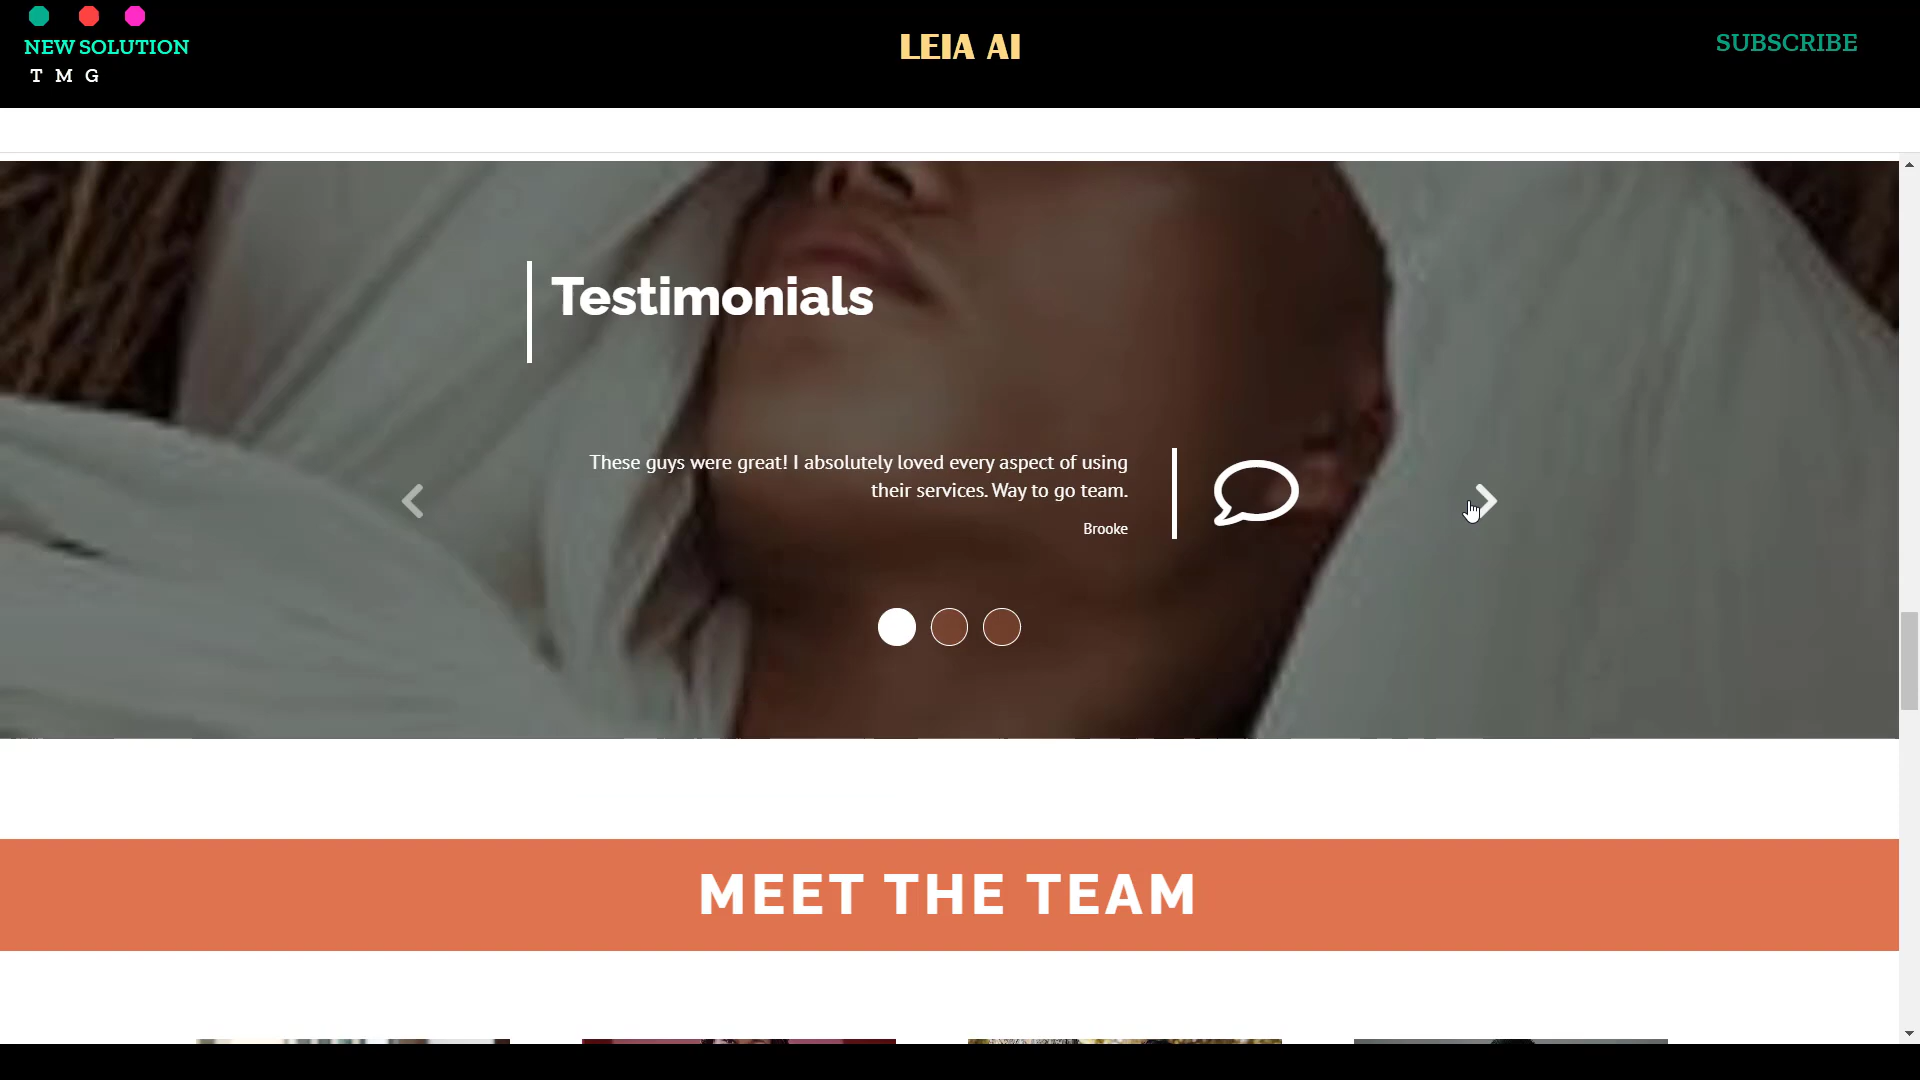 NEW SOLUTION
T M G
LEIA AI
SUBSCRIBE
Testimonials
These guys were great! I absolutely loved every aspect of using
their services. Way to go team.
Brooke
MEET THE TEAM